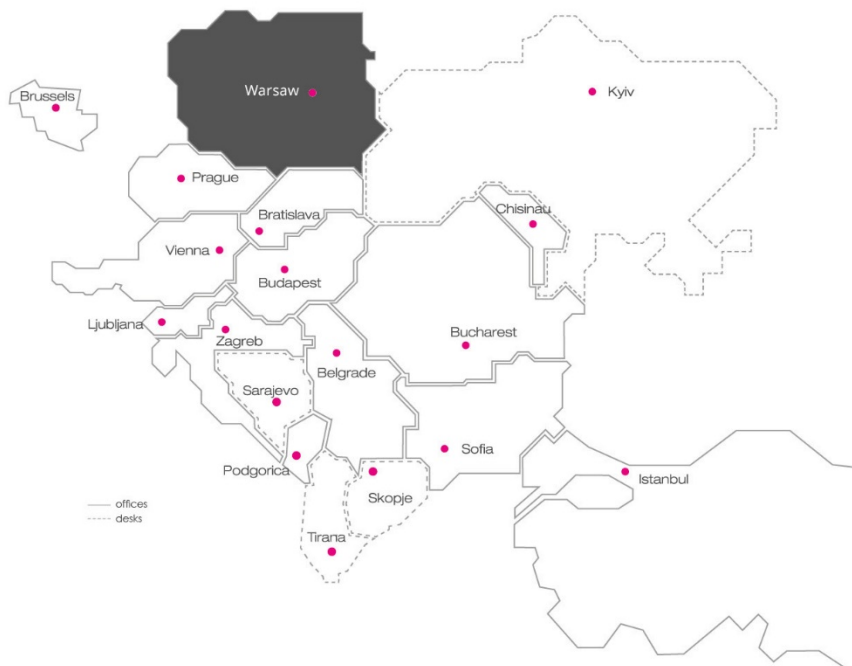 Warsaw
Kyiv
Brussels
Prague
Chisinau
Bratislava
Vienna
Budapest
Ljubljana
Zagreb
Bucharest
Belgrade
Sarajevo
Sofia
Podgorica
Skopje
Istanbul
offices
desks
Tirana